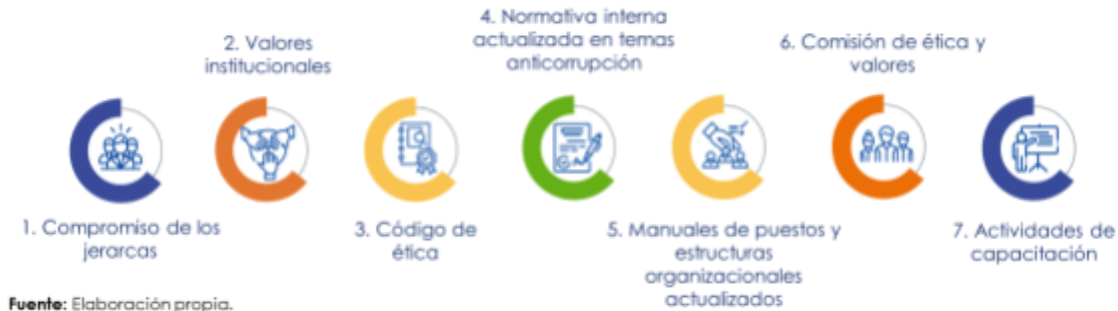 1. Compromiso de los
jerarcas
2. Valores
institucionales
3. Código de
ética
4. Normativa interna
actualizada en temas
anticorrupción
5. Manuales de puestos y
estructuras
organizacionales
actualizados
6. Comisión de ética y
valores
7. Actividades de
capacitación
Fuente: Elaboración propia.